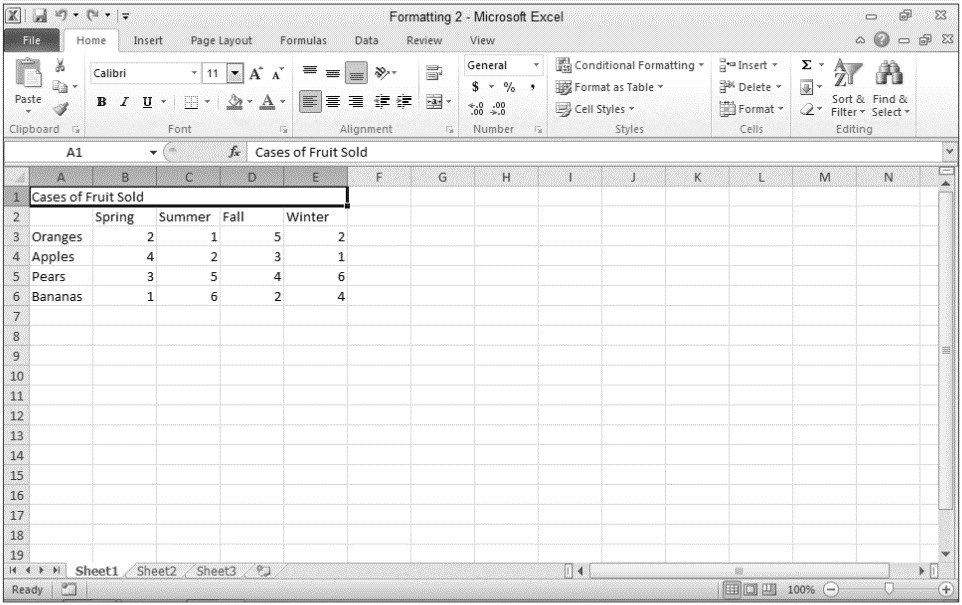 Formatting 2 - Microsoft Excel
File Home Insert Page Layout Formulas Data Review View
Calibri 11 A A General Conditional Formatting Insert Σ
Paste B I U A $ % , Format as Table Delete Sort & Find &
.0 .00 .00 .0 Cell Styles Format Filter Select
Clipboard Font Alignment Number Styles Cells Editing
A1 fx Cases of Fruit Sold
A B C D E F G H I J K L M N
1 Cases of Fruit Sold
2 Spring Summer Fall Winter
3 Oranges 2 1 5 2
4 Apples 4 2 3 1
5 Pears 3 5 4 6
6 Bananas 1 6 2 4
7
8
9
10
11
12
13
14
15
16
17
18
19
Sheet1 Sheet2 Sheet3
Ready 100%